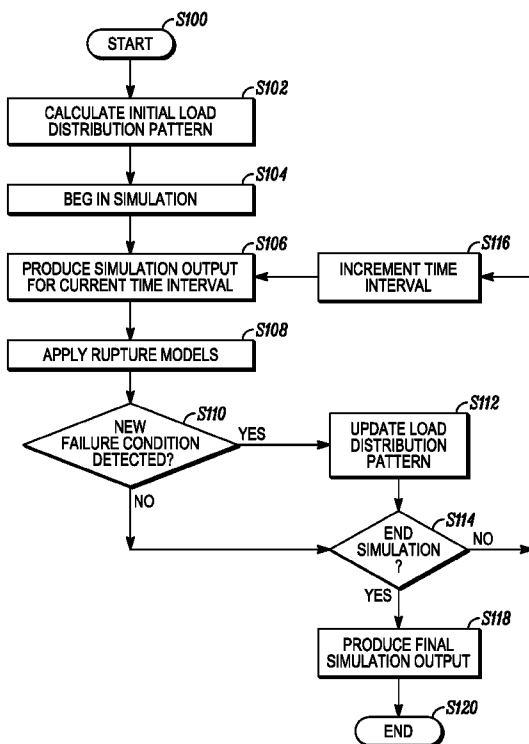 S100
START
S102
CALCULATE INITIAL LOAD
DISTRIBUTION PATTERN
S104
BEG IN SIMULATION
S106
PRODUCE SIMULATION OUTPUT
FOR CURRENT TIME INTERVAL
S116
INCREMENT TIME
INTERVAL
S108
APPLY RUPTURE MODELS
S110
NEW
FAILURE CONDITION
DETECTED?
YES
NO
S112
UPDATE LOAD
DISTRIBUTION
PATTERN
S114
END
SIMULATION
?
NO
YES
S118
PRODUCE FINAL
SIMULATION OUTPUT
S120
END